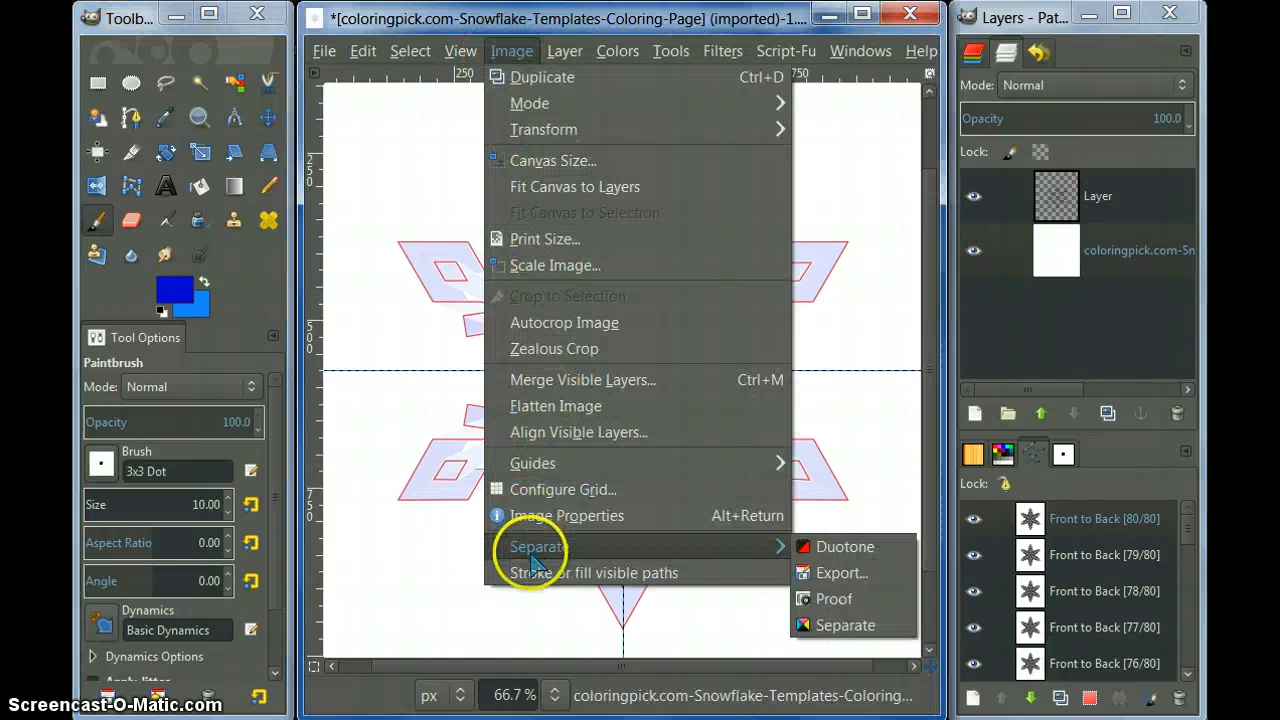 Toolb...
*[coloringpick.com-Snowflake-Templates-Coloring-Page] (imported)-1....
Layers - Pat...
File Edit Select View Image Layer Colors Tools Filters Script-Fu Windows Help
250
750
Duplicate Ctrl+D
Mode
Transform
Canvas Size...
Fit Canvas to Layers
Fit Canvas to Selection
Print Size...
Scale Image...
Crop to Selection
Autocrop Image
Zealous Crop
Merge Visible Layers... Ctrl+M
Flatten Image
Align Visible Layers...
Guides
Configure Grid...
Image Properties Alt+Return
Separate
Stroke or fill visible paths
Duotone
Export...
Proof
Separate
250
500
750
Tool Options
Paintbrush
Mode: Normal
Opacity 100.0
Brush
3x3 Dot
Size 10.00
Aspect Ratio 0.00
Angle 0.00
Dynamics
Basic Dynamics
Dynamics Options
px 66.7 % coloringpick.com-Snowflake-Templates-Coloring...
Mode: Normal
Opacity 100.0
Lock:
Layer
coloringpick.com-Sn
Lock:
Front to Back [80/80]
Front to Back [79/80]
Front to Back [78/80]
Front to Back [77/80]
Front to Back [76/80]
Screencast-O-Matic.com